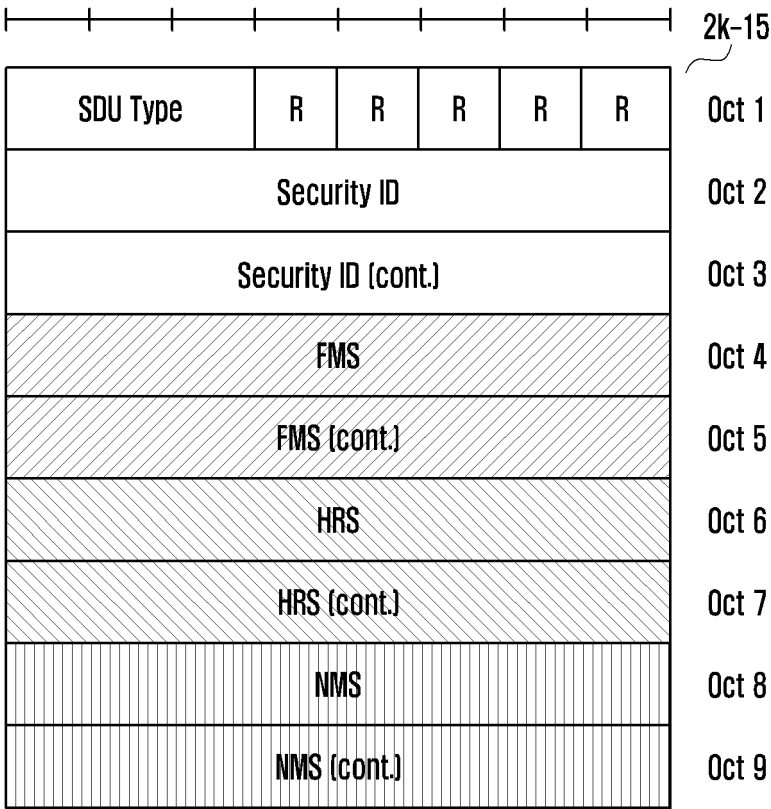 2k-15
SDU Type R R R R R Oct 1
Security ID Oct 2
Security ID (cont.) Oct 3
FMS Oct 4
FMS (cont.) Oct 5
HRS Oct 6
HRS (cont.) Oct 7
NMS Oct 8
NMS (cont.) Oct 9